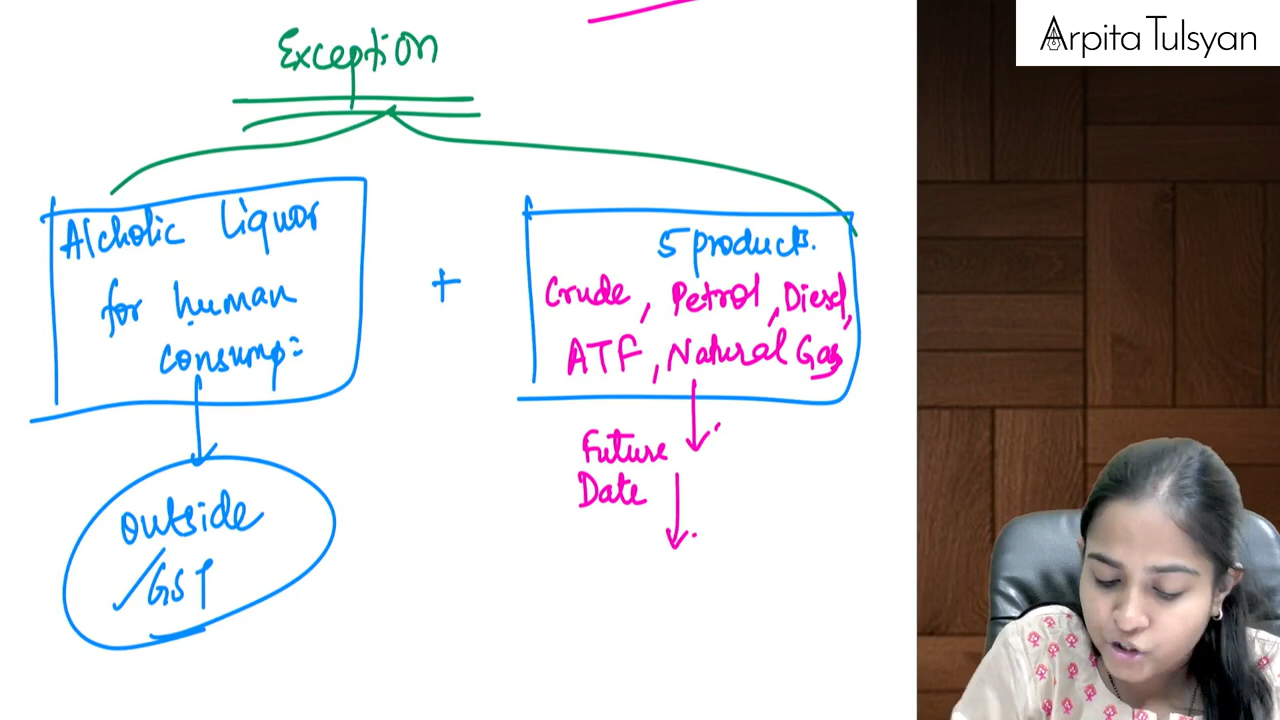 Arpita Tulsyan
Exception
Alcholic Liquor
for human
consump=
outside
/GST
+
5 products.
Crude, Petrol, Diesel,
ATF, Natural Gas
Future
Date